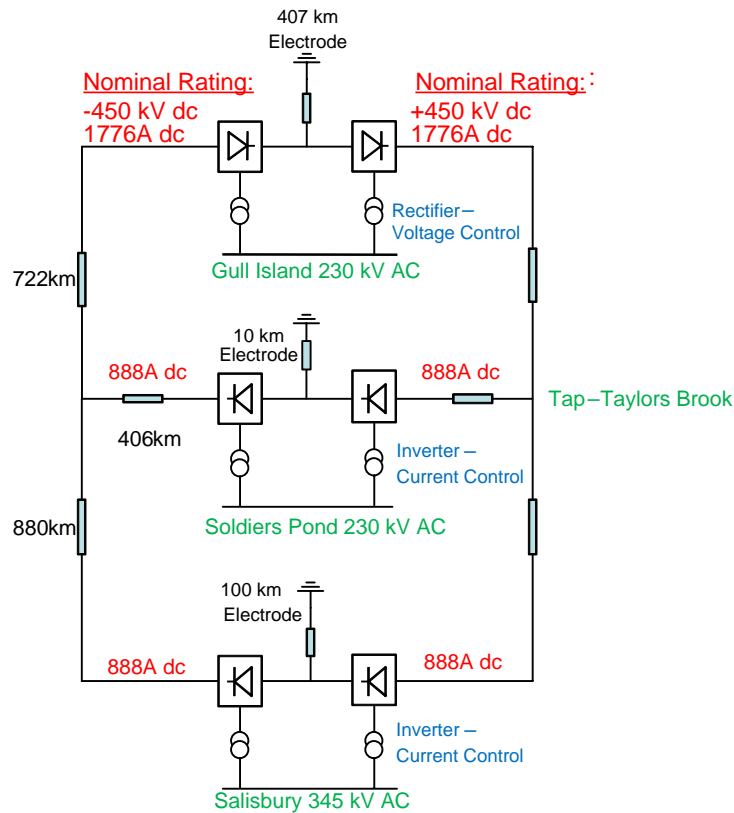 407 km
Electrode
Nominal Rating:
-450 kV dc
1776A dc
Nominal Rating: :
+450 kV dc
1776A dc
Rectifier–
Voltage Control
Gull Island 230 kV AC
722km
10 km
Electrode
888A dc
888A dc
Tap–Taylors Brook
406km
Inverter –
Current Control
Soldiers Pond 230 kV AC
880km
100 km
Electrode
888A dc
888A dc
Inverter –
Current Control
Salisbury 345 kV AC